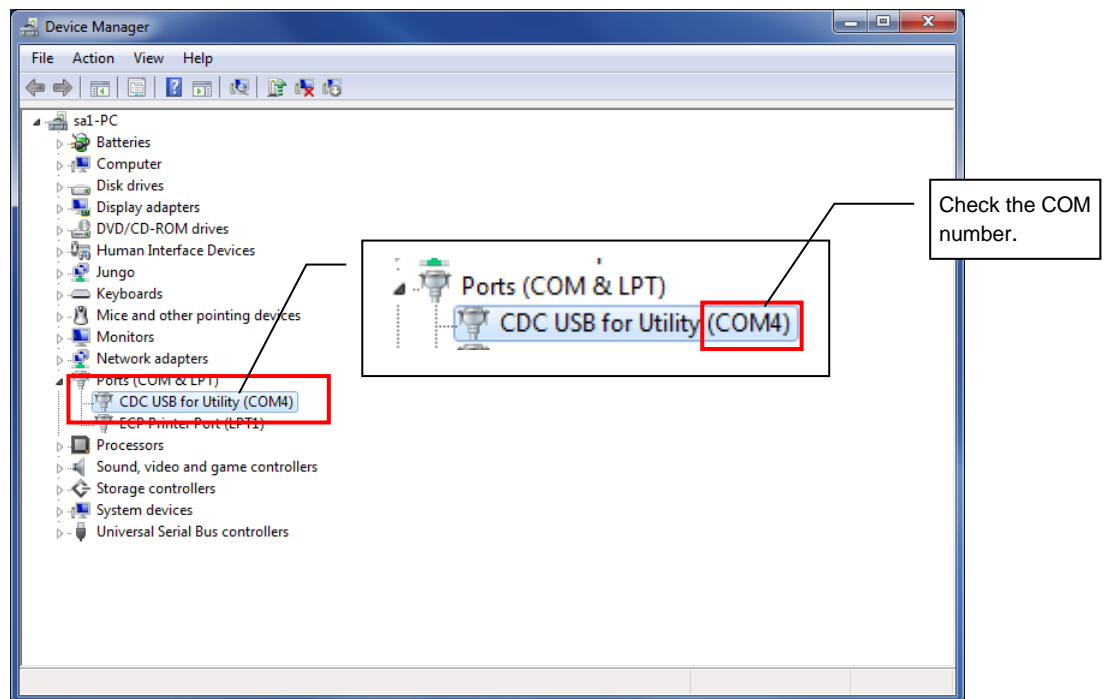 Device Manager
File Action View Help
sa1-PC
Batteries
Computer
Disk drives
Display adapters
DVD/CD-ROM drives
Human Interface Devices
Jungo
Keyboards
Mice and other pointing devices
Monitors
Network adapters
Ports (COM & LPT)
CDC USB for Utility (COM4)
ECP Printer Port (LPT1)
Processors
Sound, video and game controllers
Storage controllers
System devices
Universal Serial Bus controllers
Ports (COM & LPT)
CDC USB for Utility (COM4)
Check the COM
number.